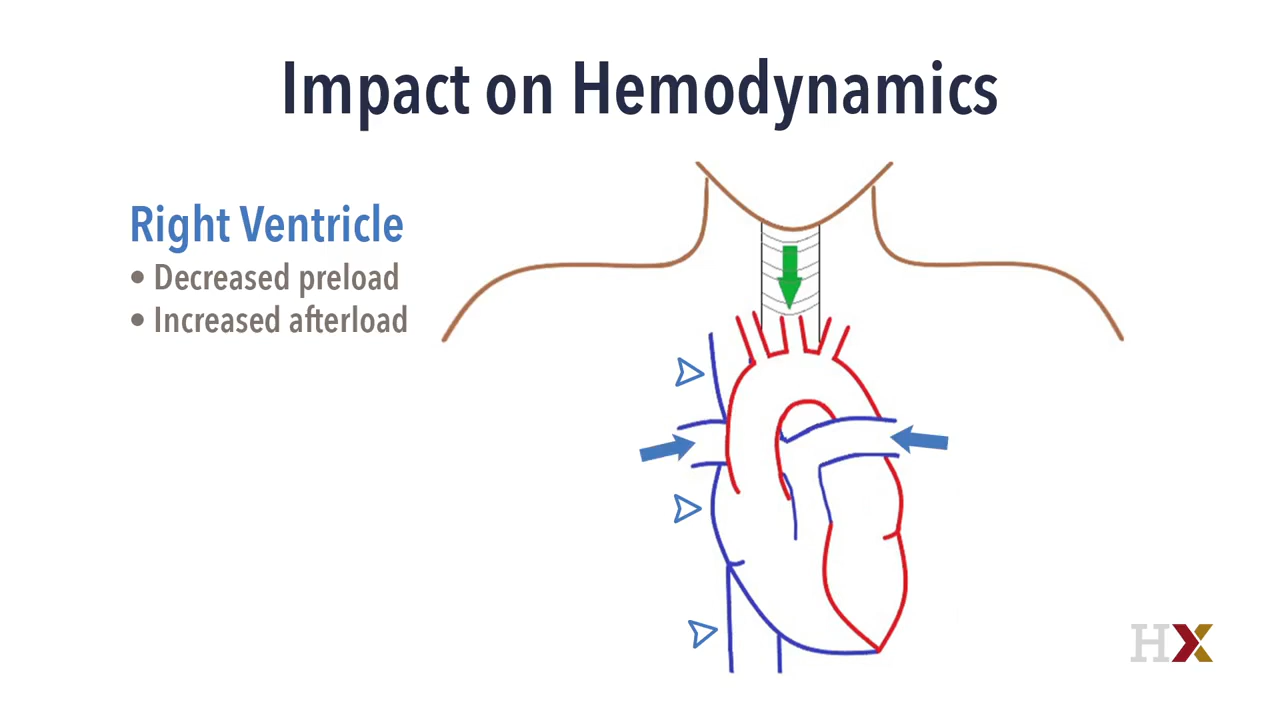 Impact on Hemodynamics
Right Ventricle
• Decreased preload
• Increased afterload
HX